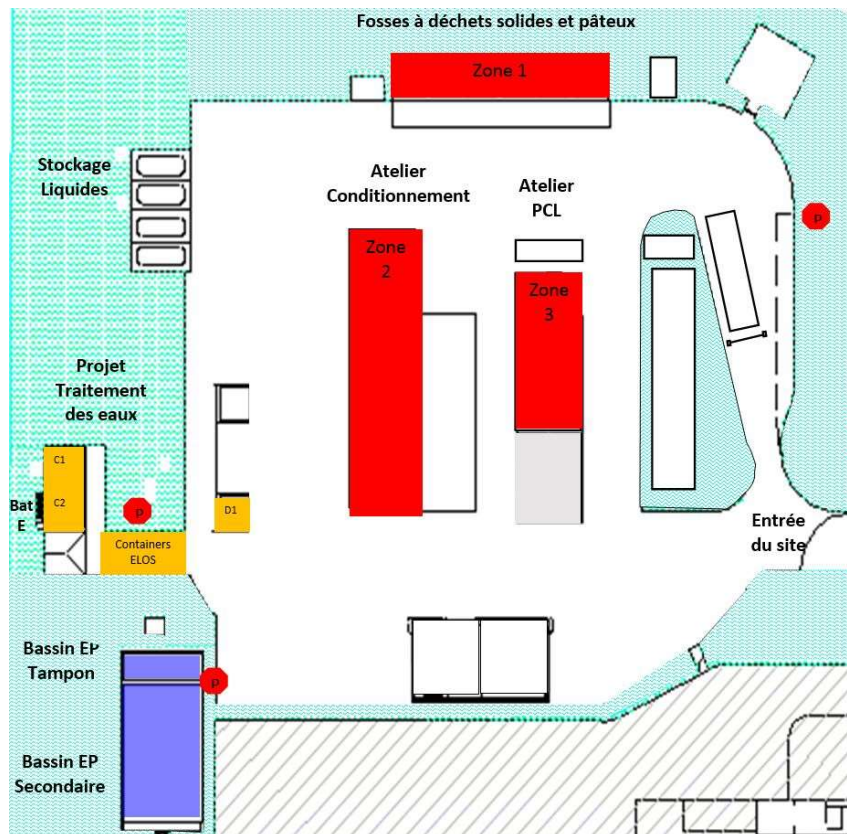 Fosses à déchets solides et pâteux
Zone 1
Stockage
Liquides
Atelier
Conditionnement
Atelier
PCL
p
Zone
2
Zone
3
Projet
Traitement
des eaux
C1
C2
Bat
E
p
D1
Containers
ELOS
Entrée
du site
Bassin EP
Tampon
p
Bassin EP
Secondaire